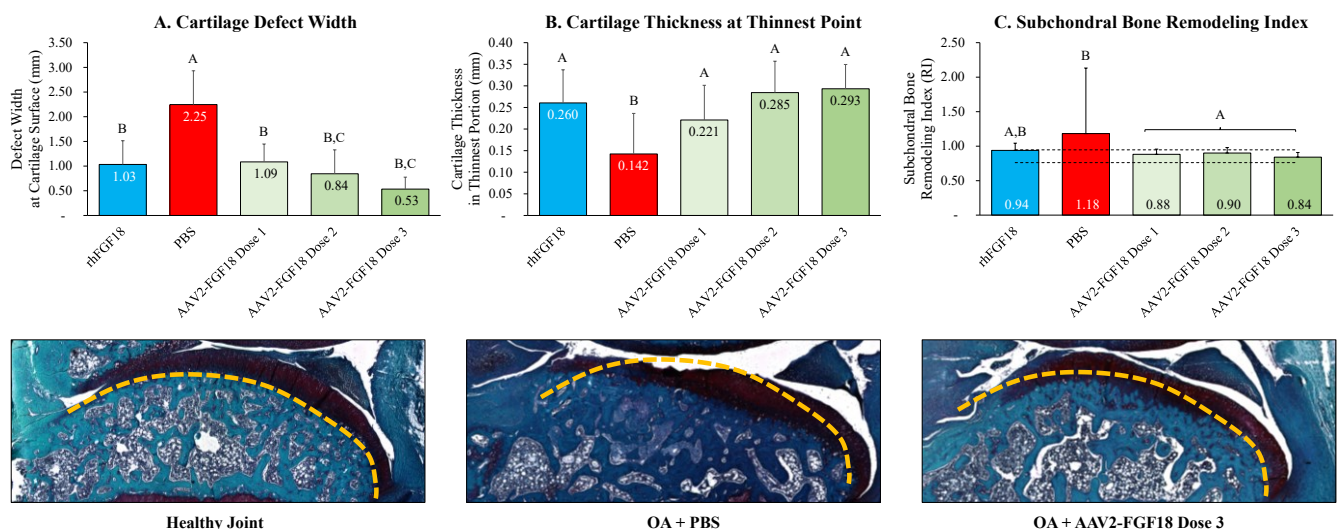 A. Cartilage Defect Width
Defect Width
at Cartilage Surface (mm)
3.50
3.00
2.50
2.00
1.50
1.00
0.50
-
B
A
B
B,C
B,C
1.03
2.25
1.09
0.84
0.53
rhFGF18
PBS
AAV2-FGF18 Dose 1
AAV2-FGF18 Dose 2
AAV2-FGF18 Dose 3
B. Cartilage Thickness at Thinnest Point
Cartilage Thickness
in Thinnest Portion (mm)
0.40
0.35
0.30
0.25
0.20
0.15
0.10
0.05
-
A
B
A
A
A
0.260
0.142
0.221
0.285
0.293
rhFGF18
PBS
AAV2-FGF18 Dose 1
AAV2-FGF18 Dose 2
AAV2-FGF18 Dose 3
C. Subchondral Bone Remodeling Index
Subchondral Bone
Remodeling Index (RI)
2.50
2.00
1.50
1.00
0.50
-
A,B
B
A
0.94
1.18
0.88
0.90
0.84
rhFGF18
PBS
AAV2-FGF18 Dose 1
AAV2-FGF18 Dose 2
AAV2-FGF18 Dose 3
Healthy Joint
OA + PBS
OA + AAV2-FGF18 Dose 3